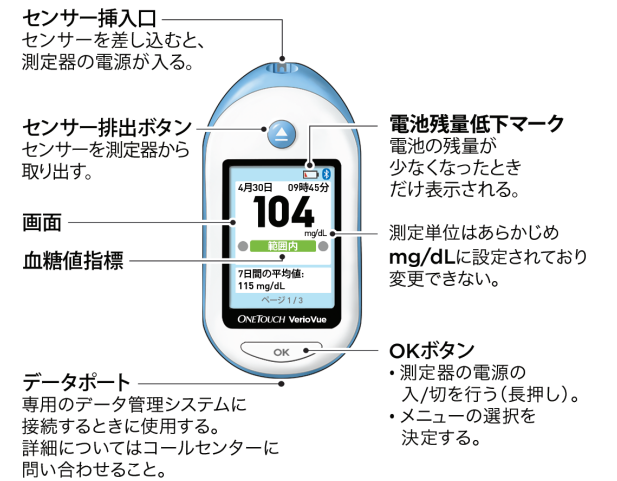 センサー挿入口
センサーを差し込むと、
測定器の電源が入る。
センサー排出ボタン
センサーを測定器から
取り出す。
画面
血糖値指標
データポート
専用のデータ管理システムに
接続するときに使用する。
詳細についてはコールセンターに
問い合わせること。
4月30日 09時45分
104
mg/dL
範囲内
7日間の平均値:
115 mg/dL
ページ 1 / 3
ONETOUCH VerioVue
OK
電池残量低下マーク
電池の残量が
少なくなったとき
だけ表示される。
測定単位はあらかじめ
mg/dLに設定されており
変更できない。
OKボタン
・測定器の電源の
入/切を行う(長押し)。
・メニューの選択を
決定する。